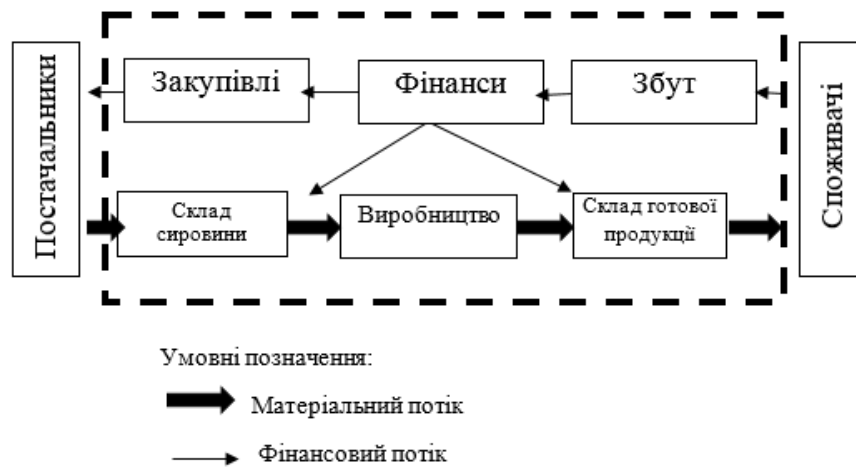 Постачальники
Закупівлі
Фінанси
Збут
Споживачі
Склад
сировини
Виробництво
Склад готової
продукції
Умовні позначення:
Матеріальний потік
Фінансовий потік